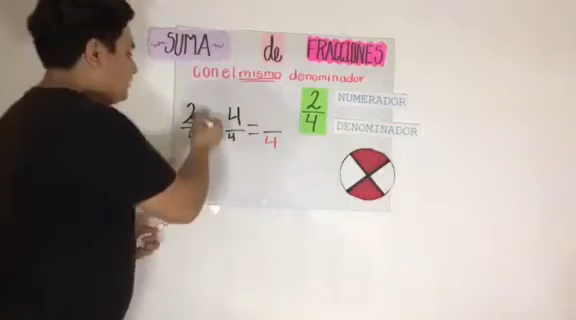 SUMA de FRACCIONES
con el mismo denominador
2 4 = 
4 4
2 NUMERADOR
4 DENOMINADOR